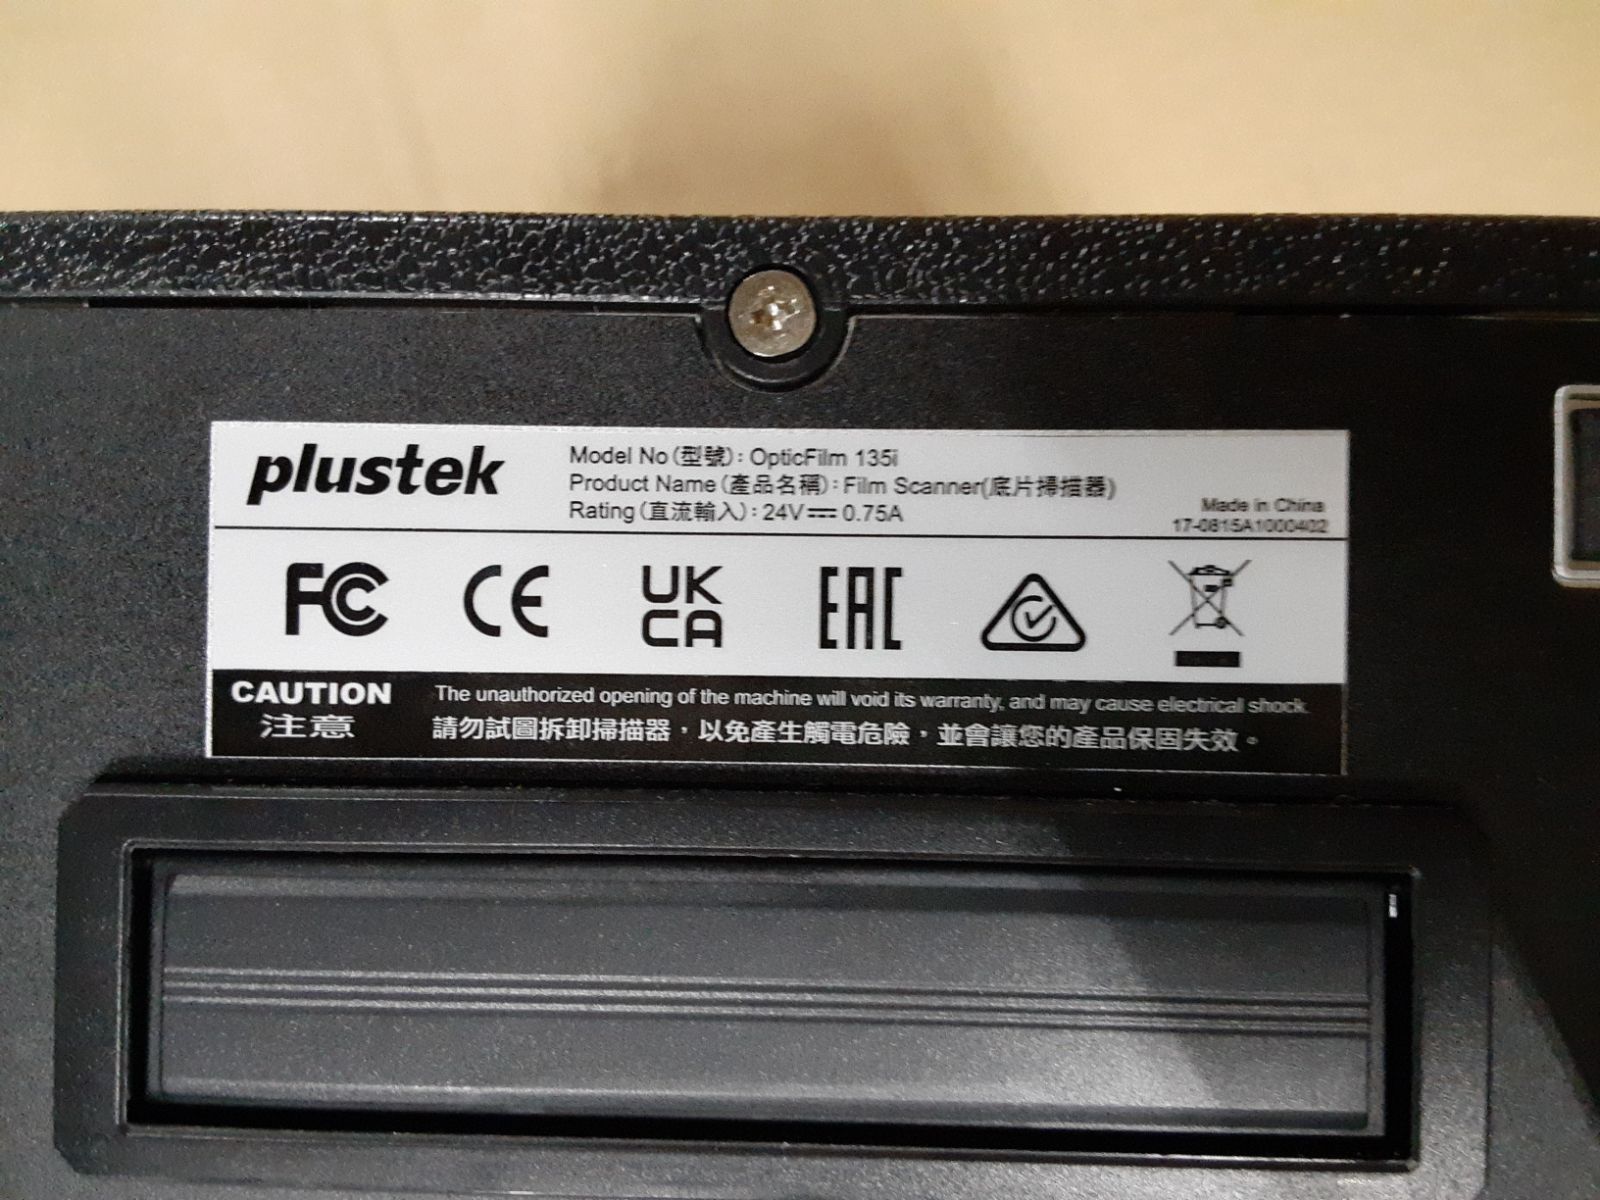 plustek
Model No(型號): OpticFilm 135i
Product Name(產品名稱): Film Scanner(底片掃描器)
Rating(直流輸入): 24V⎓0.75A
Made in China
17-0815A1000402
FC
CE
UK
CA
EAC
CAUTION
注意
The unauthorized opening of the machine will void its warranty, and may cause electrical shock.
請勿試圖拆卸掃描器，以免產生觸電危險，並會讓您的產品保固失效。